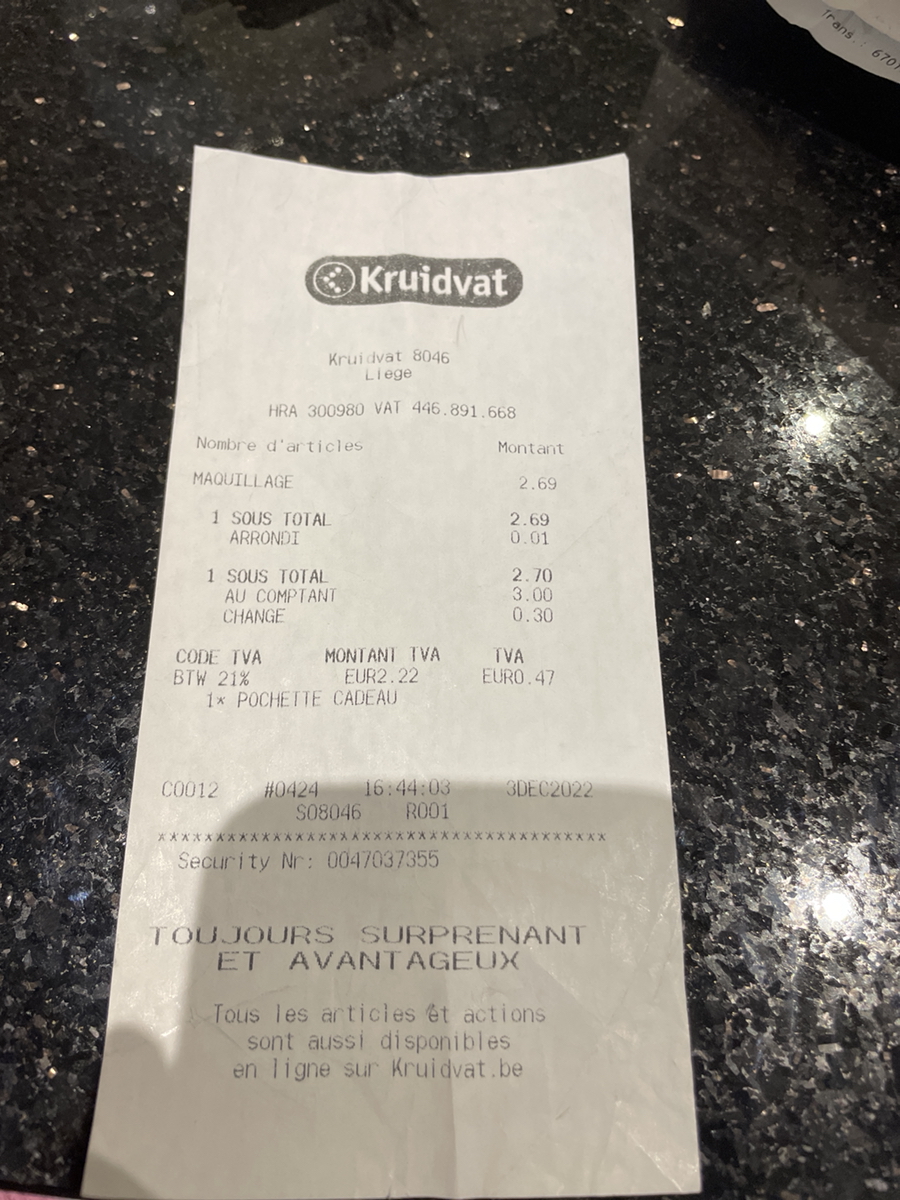 Trans.: 670
Kruidvat
Kruidvat 8046
Liege
HRA 300980 VAT 446.891.668
Nombre d'articles Montant
MAQUILLAGE 2.69
1 SOUS TOTAL 2.69
ARRONDI 0.01
1 SOUS TOTAL 2.70
AU COMPTANT 3.00
CHANGE 0.30
CODE TVA MONTANT TVA TVA
BTW 21% EUR2.22 EUR0.47
1* POCHETTE CADEAU
C0012 #0424 16:44:03 3DEC2022
S08046 R001
****************************************
Security Nr: 0047037355
TOUJOURS SURPRENANT
ET AVANTAGEUX
Tous les articles et actions
sont aussi disponibles
en ligne sur Kruidvat.be